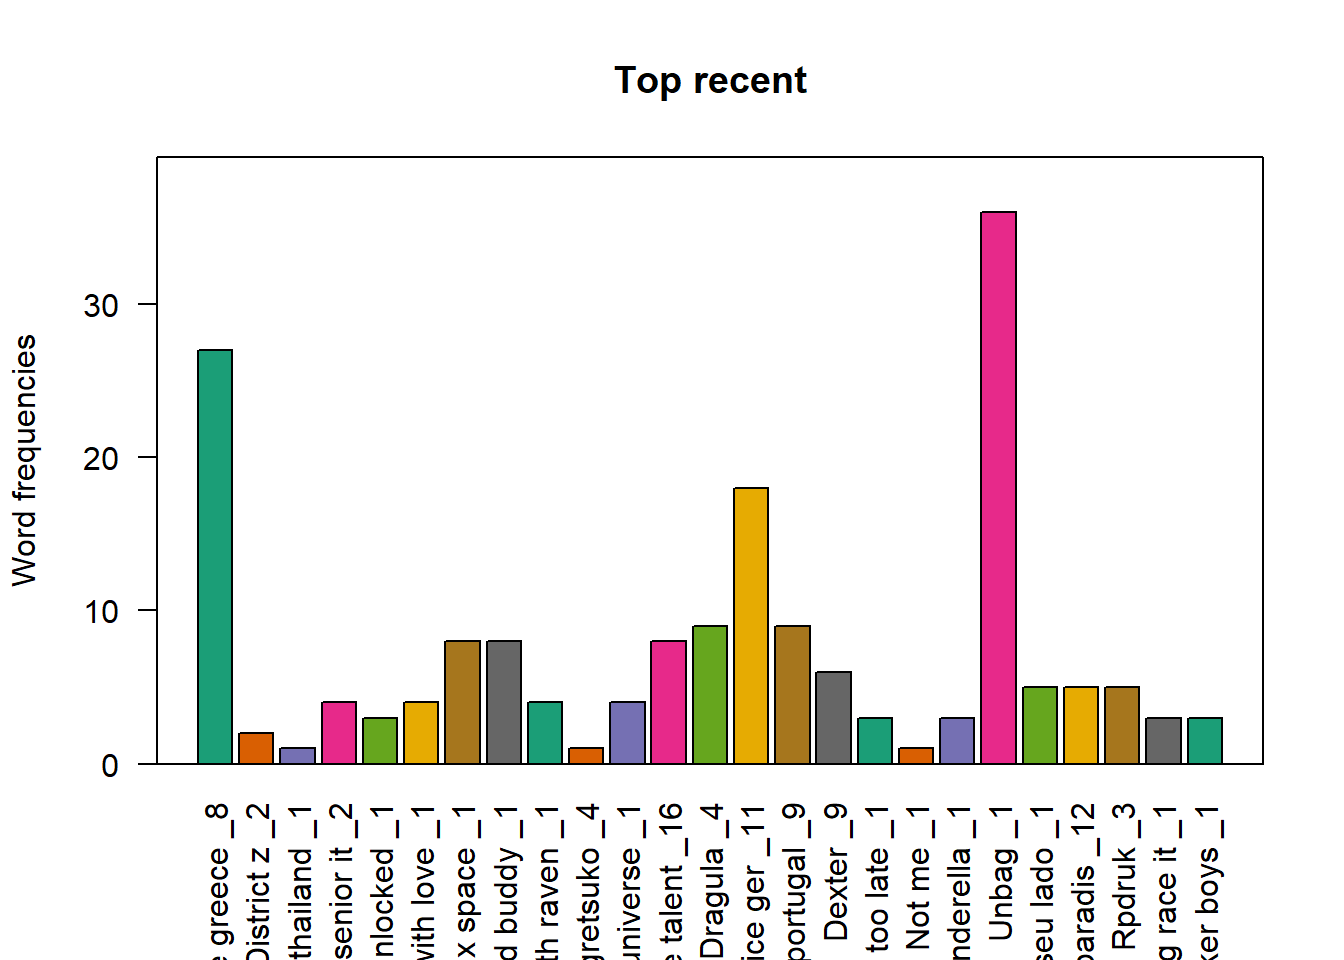 Top recent
Word frequencies
30
20
10
0
greece _8
District z _2
thailand _1
senior it _2
nlocked _1
with love _1
x space _1
d buddy _1
th raven _1
gretsuko _4
universe _1
e talent _16
Dragula _4
ice ger _11
portugal _9
Dexter _9
too late _1
Not me _1
nderella _1
Unbag _1
seu lado _1
paradis _12
Rpdruk _3
g race it _1
ker boys _1